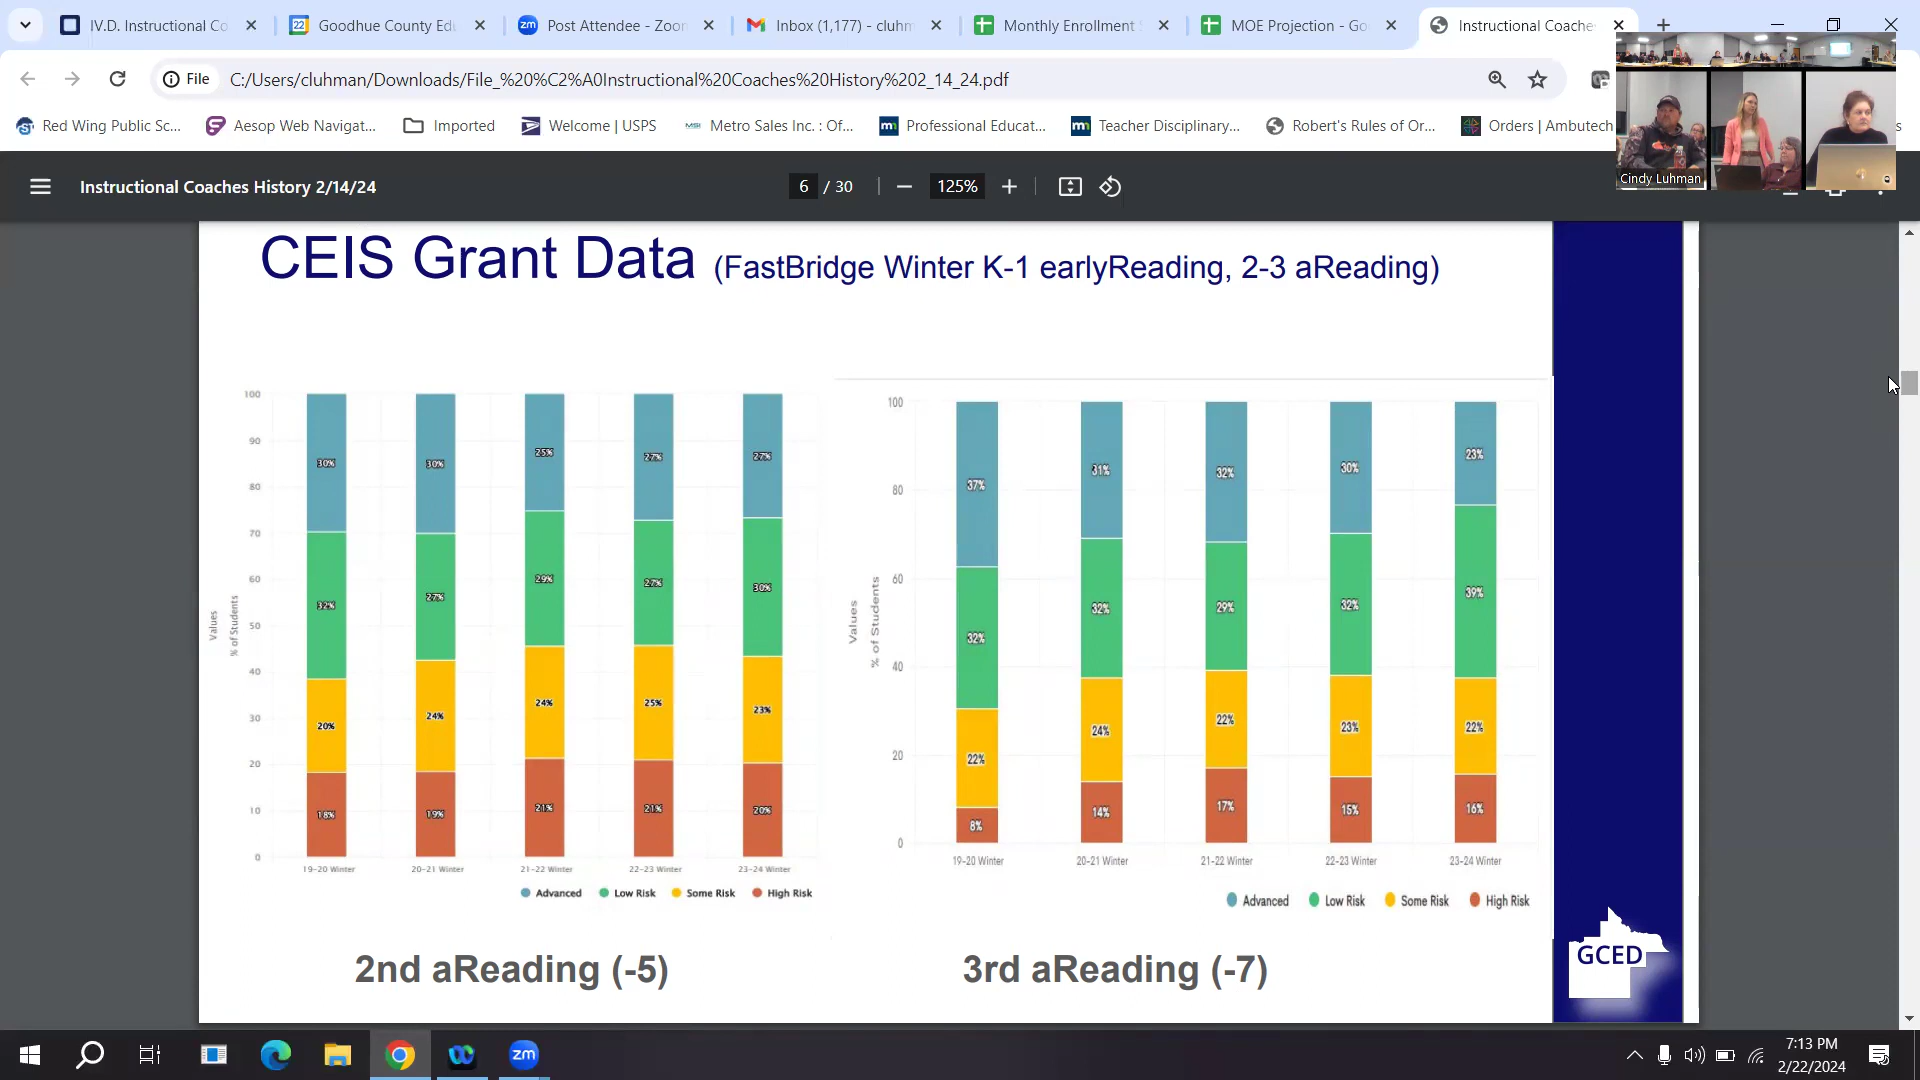 IV.D. Instructional Co
Goodhue County Edu
Post Attendee - Zoom
Inbox (1,177) - cluhm
Monthly Enrollment S
MOE Projection - Go
Instructional Coaches
File
C:/Users/cluhman/Downloads/File_%20%C2%A0Instructional%20Coaches%20History%202_14_24.pdf
Red Wing Public Sc...
Aesop Web Navigat...
Imported
Welcome | USPS
Metro Sales Inc. : Of...
Professional Educat...
Teacher Disciplinary...
Robert's Rules of Or...
Orders | Ambutech
Cindy Luhman
Instructional Coaches History 2/14/24
6 / 30
125%
CEIS Grant Data (FastBridge Winter K-1 earlyReading, 2-3 aReading)
Values
% of Students
100
90
80
70
60
50
40
30
20
10
0
30% 30% 25% 27% 27%
32% 27% 29% 27% 30%
20% 24% 24% 25% 23%
18% 19% 21% 21% 20%
19-20 Winter 20-21 Winter 21-22 Winter 22-23 Winter 23-24 Winter
Advanced Low Risk Some Risk High Risk
2nd aReading (-5)
Values
% of Students
100
80
60
40
20
0
37% 31% 32% 30% 23%
32% 32% 29% 32% 39%
22% 24% 22% 23% 22%
8% 14% 17% 15% 16%
19-20 Winter 20-21 Winter 21-22 Winter 22-23 Winter 23-24 Winter
Advanced Low Risk Some Risk High Risk
3rd aReading (-7)
GCED
zm
7:13 PM
2/22/2024